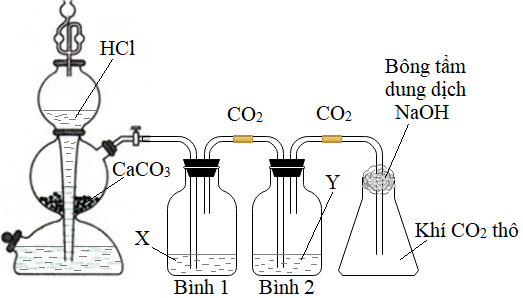 HCl
CaCO₃
CO₂
CO₂
Bông tẩm
dung dịch
NaOH
X
Y
Khí CO₂ thô
Bình 1
Bình 2